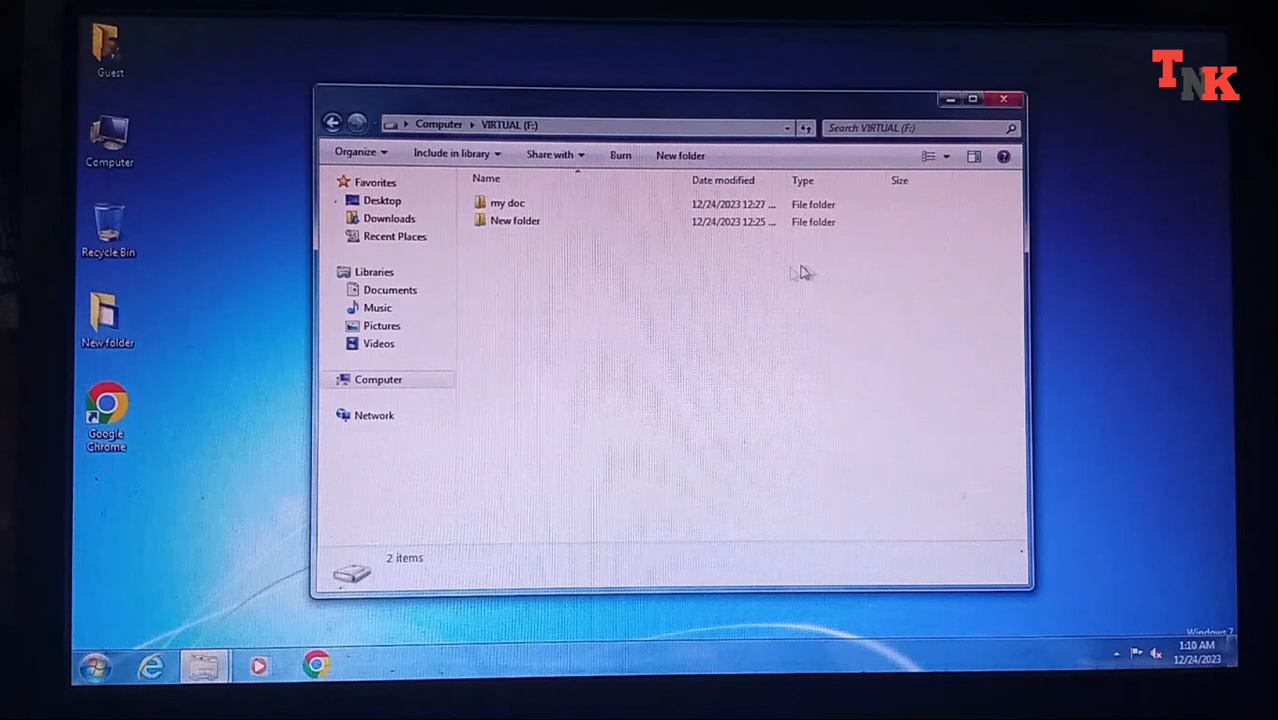 Guest
Computer
Recycle Bin
New folder
Google
Chrome
TNK
Computer VIRTUAL (F:)
Search VIRTUAL (F:)
Organize Include in library Share with Burn New folder
Favorites
Desktop
Downloads
Recent Places
Libraries
Documents
Music
Pictures
Videos
Computer
Network
Name Date modified Type Size
my doc 12/24/2023 12:27 ... File folder
New folder 12/24/2023 12:25 ... File folder
2 items
Windows 7
1:10 AM
12/24/2023